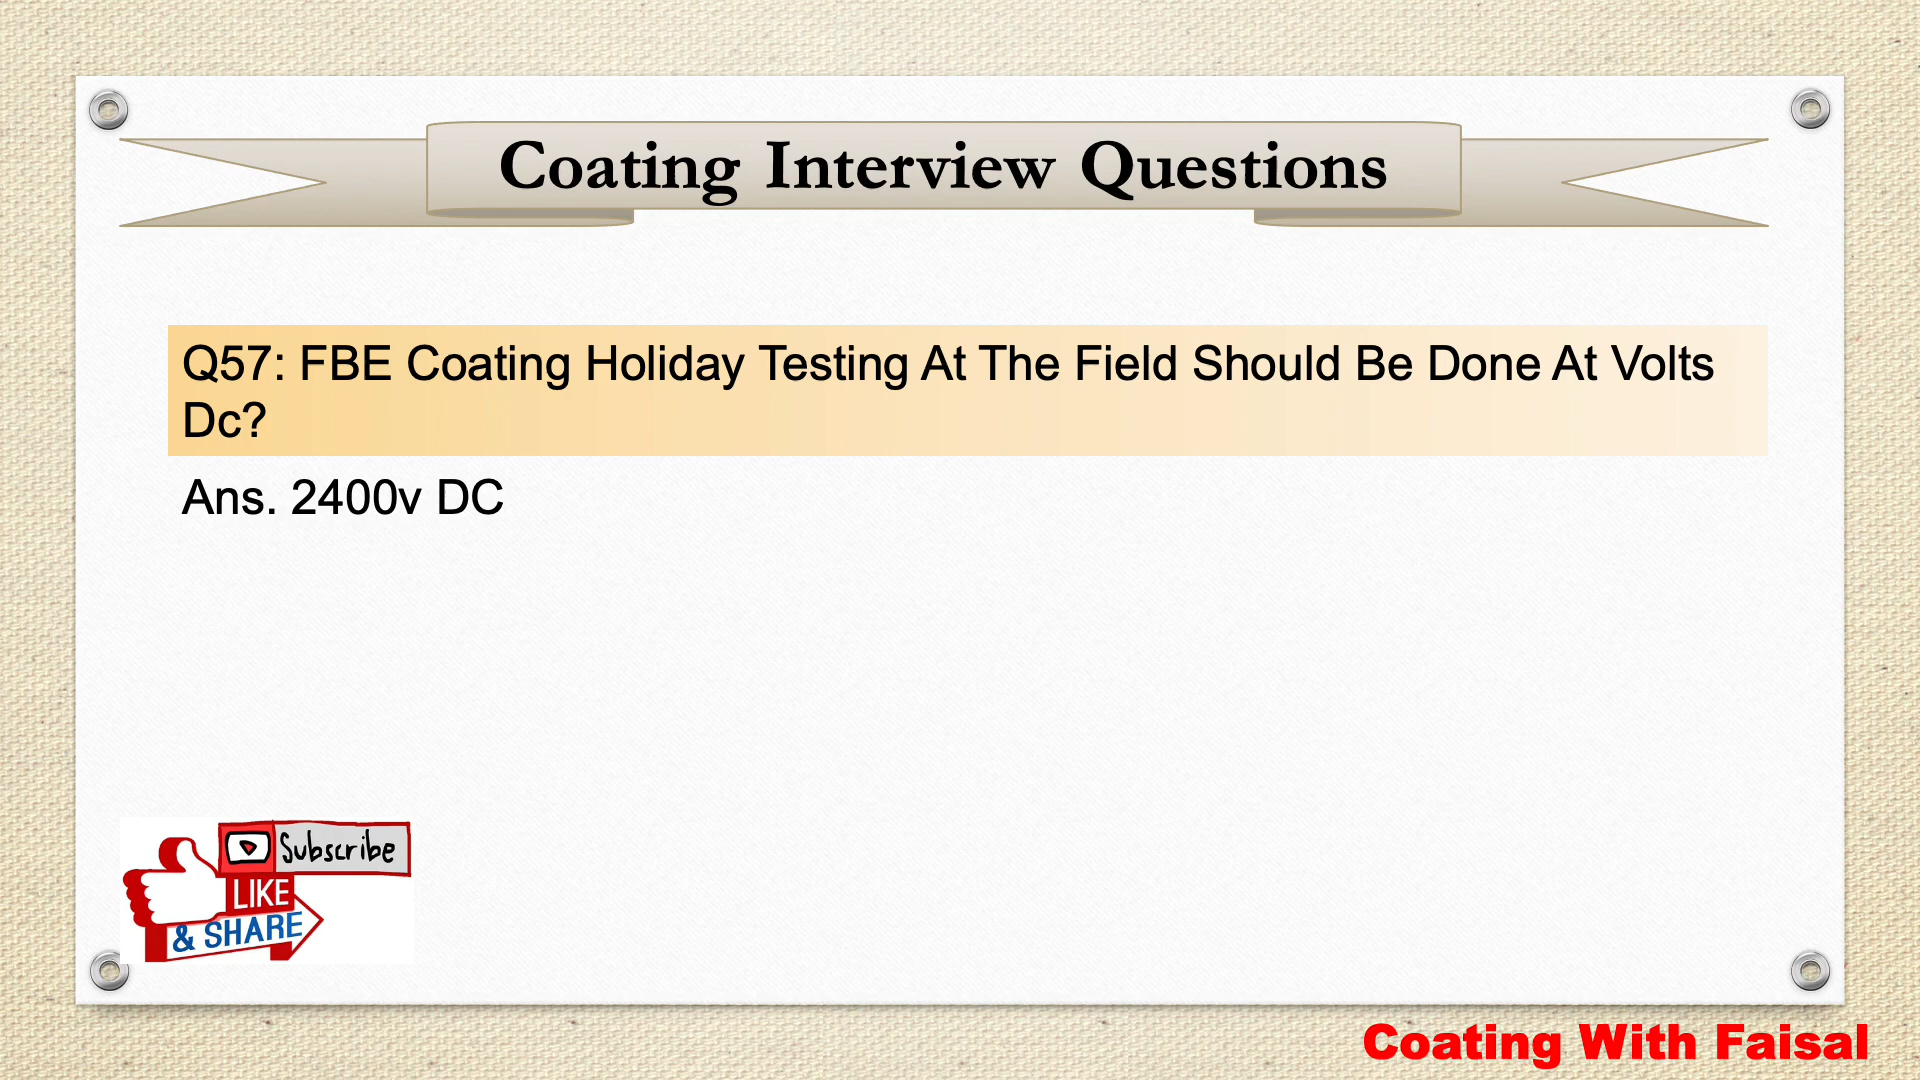 Coating Interview Questions
Q57: FBE Coating Holiday Testing At The Field Should Be Done At Volts
Dc?
Ans. 2400v DC
Subscribe
LIKE
& SHARE
Coating With Faisal